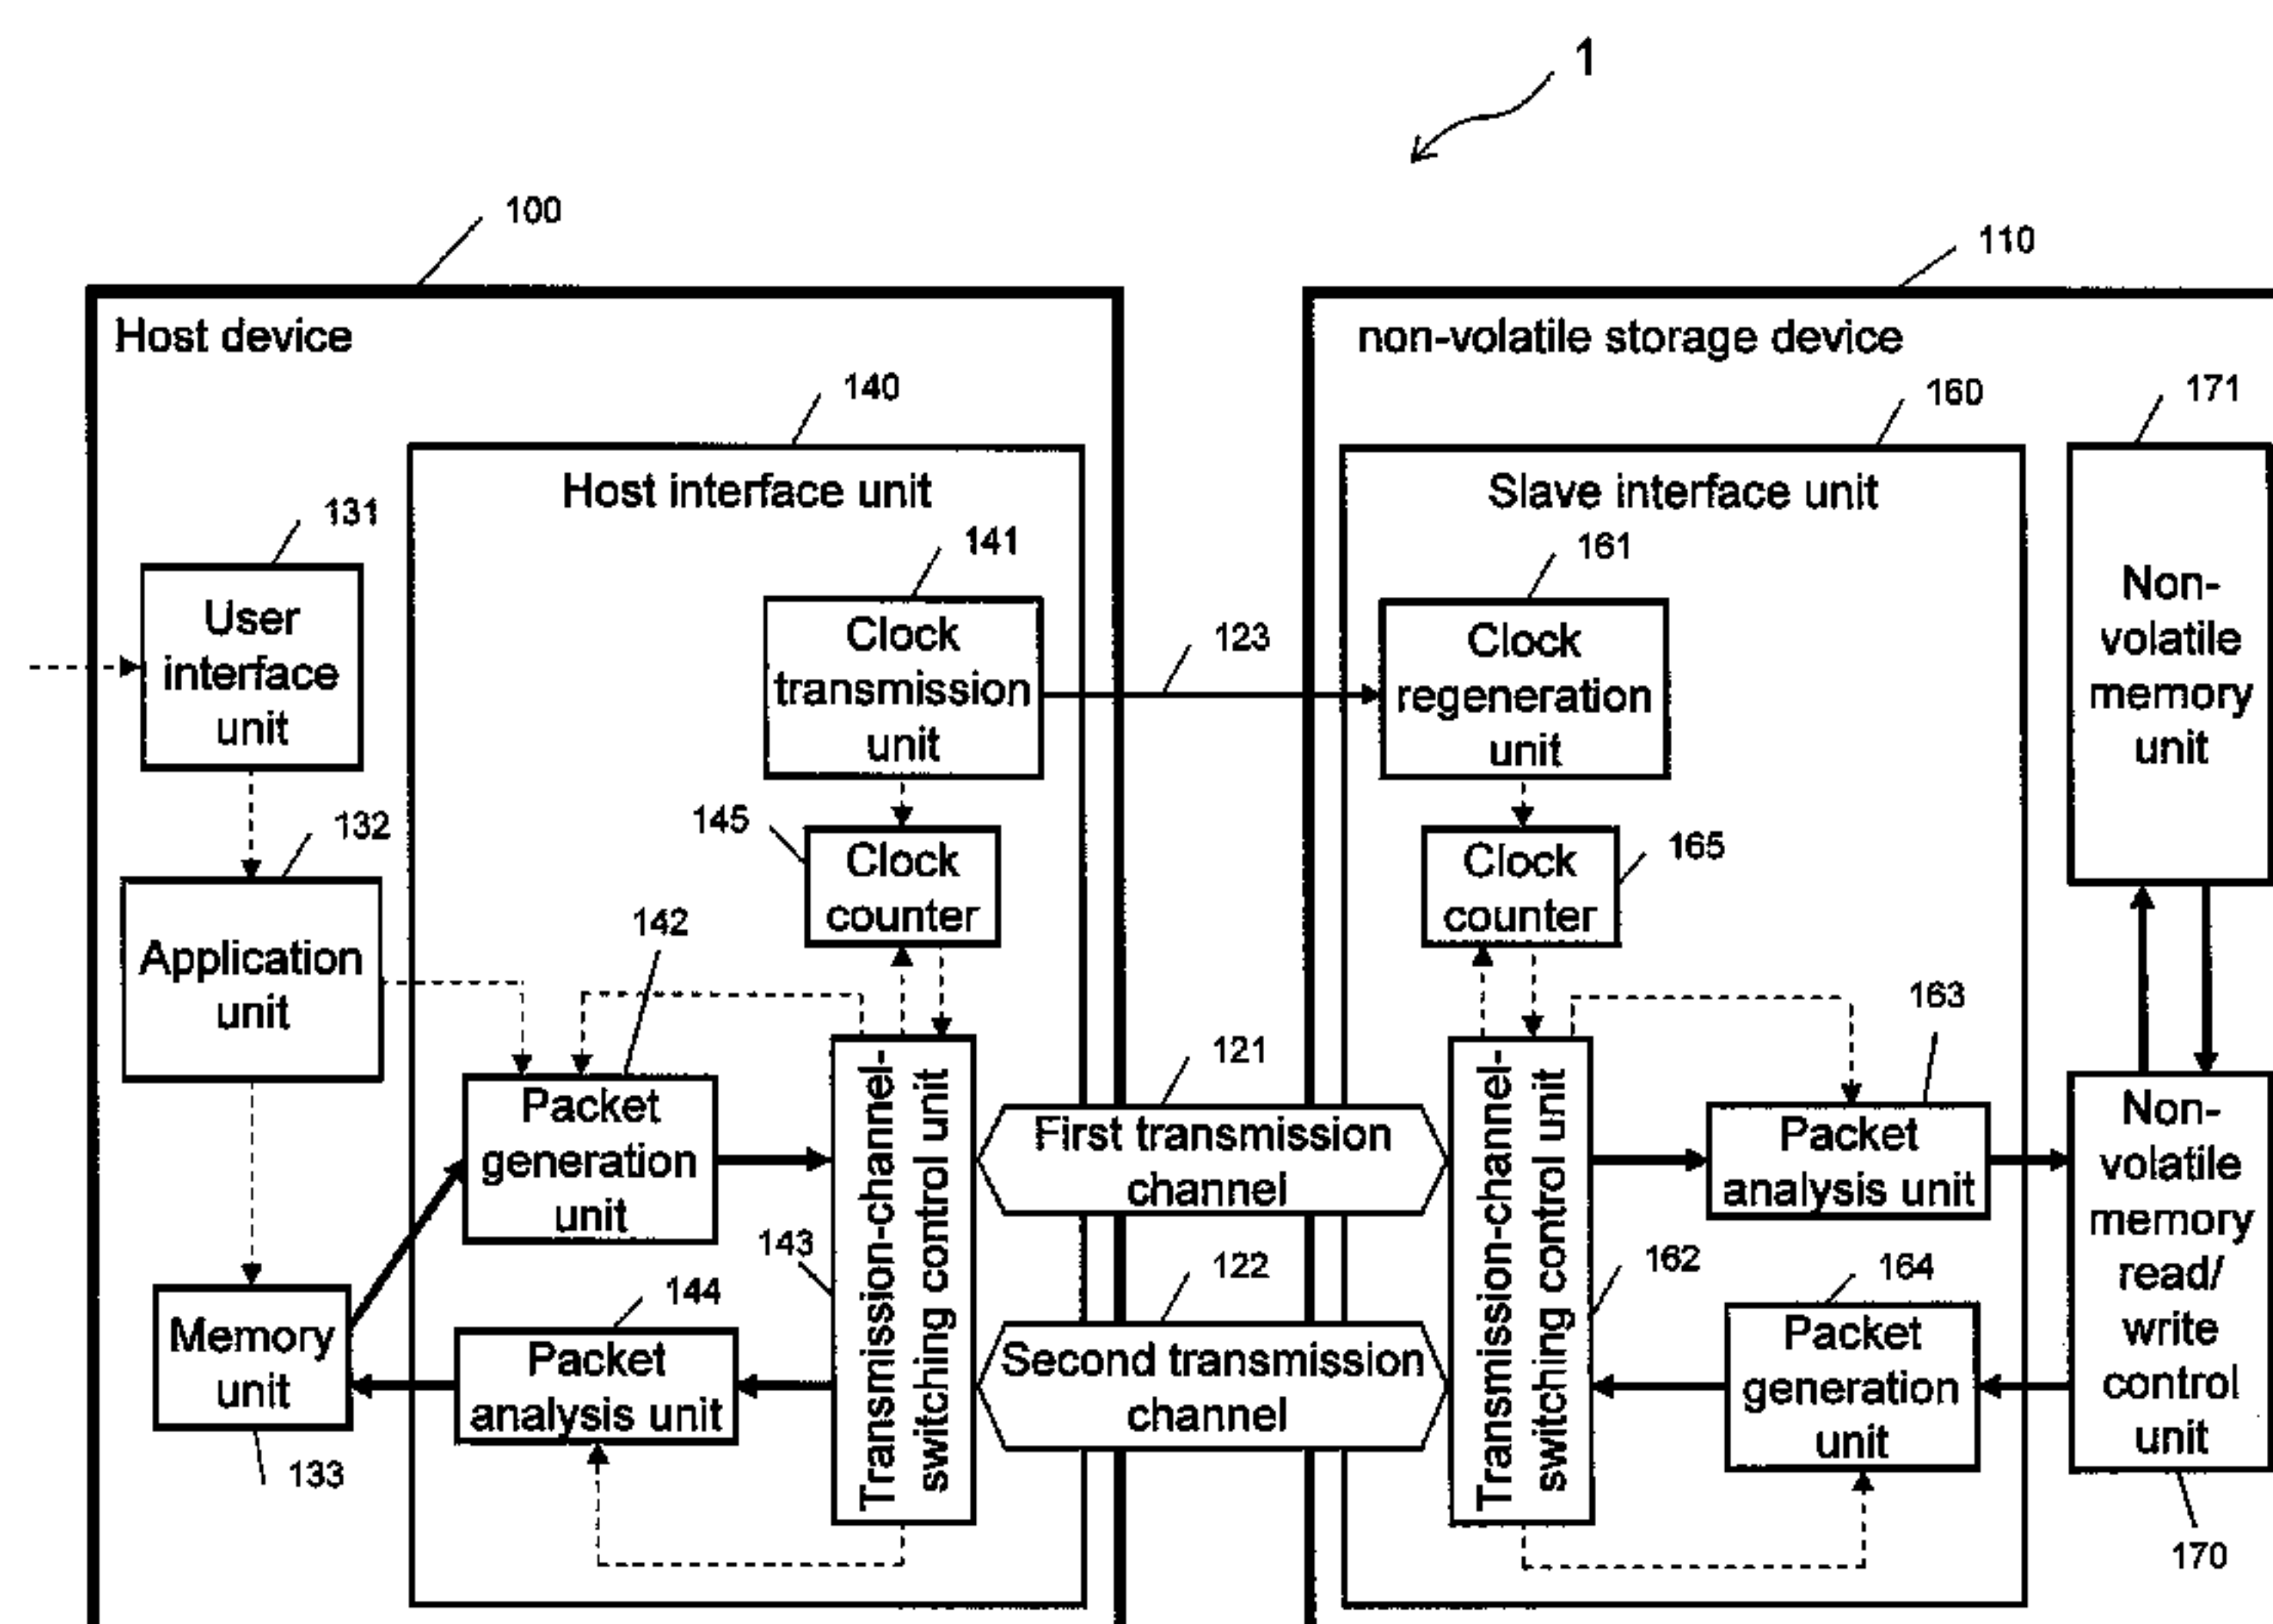 1
100
110
Host device
non-volatile storage device
140
160
171
Host interface unit
Slave interface unit
131
141
161
User
interface
unit
Clock
transmission
unit
123
Clock
regeneration
unit
Non-
volatile
memory
unit
132
145
Clock
counter
Clock
counter
165
Application
unit
142
163
121
Packet
generation
unit
Transmission-channel-
switching control unit
First transmission
channel
Transmission-channel-
switching control unit
Packet
analysis unit
Non-
volatile
memory
read/
write
control
unit
143
122
162
164
144
Memory
unit
Packet
analysis unit
Second transmission
channel
Packet
generation
unit
133
170